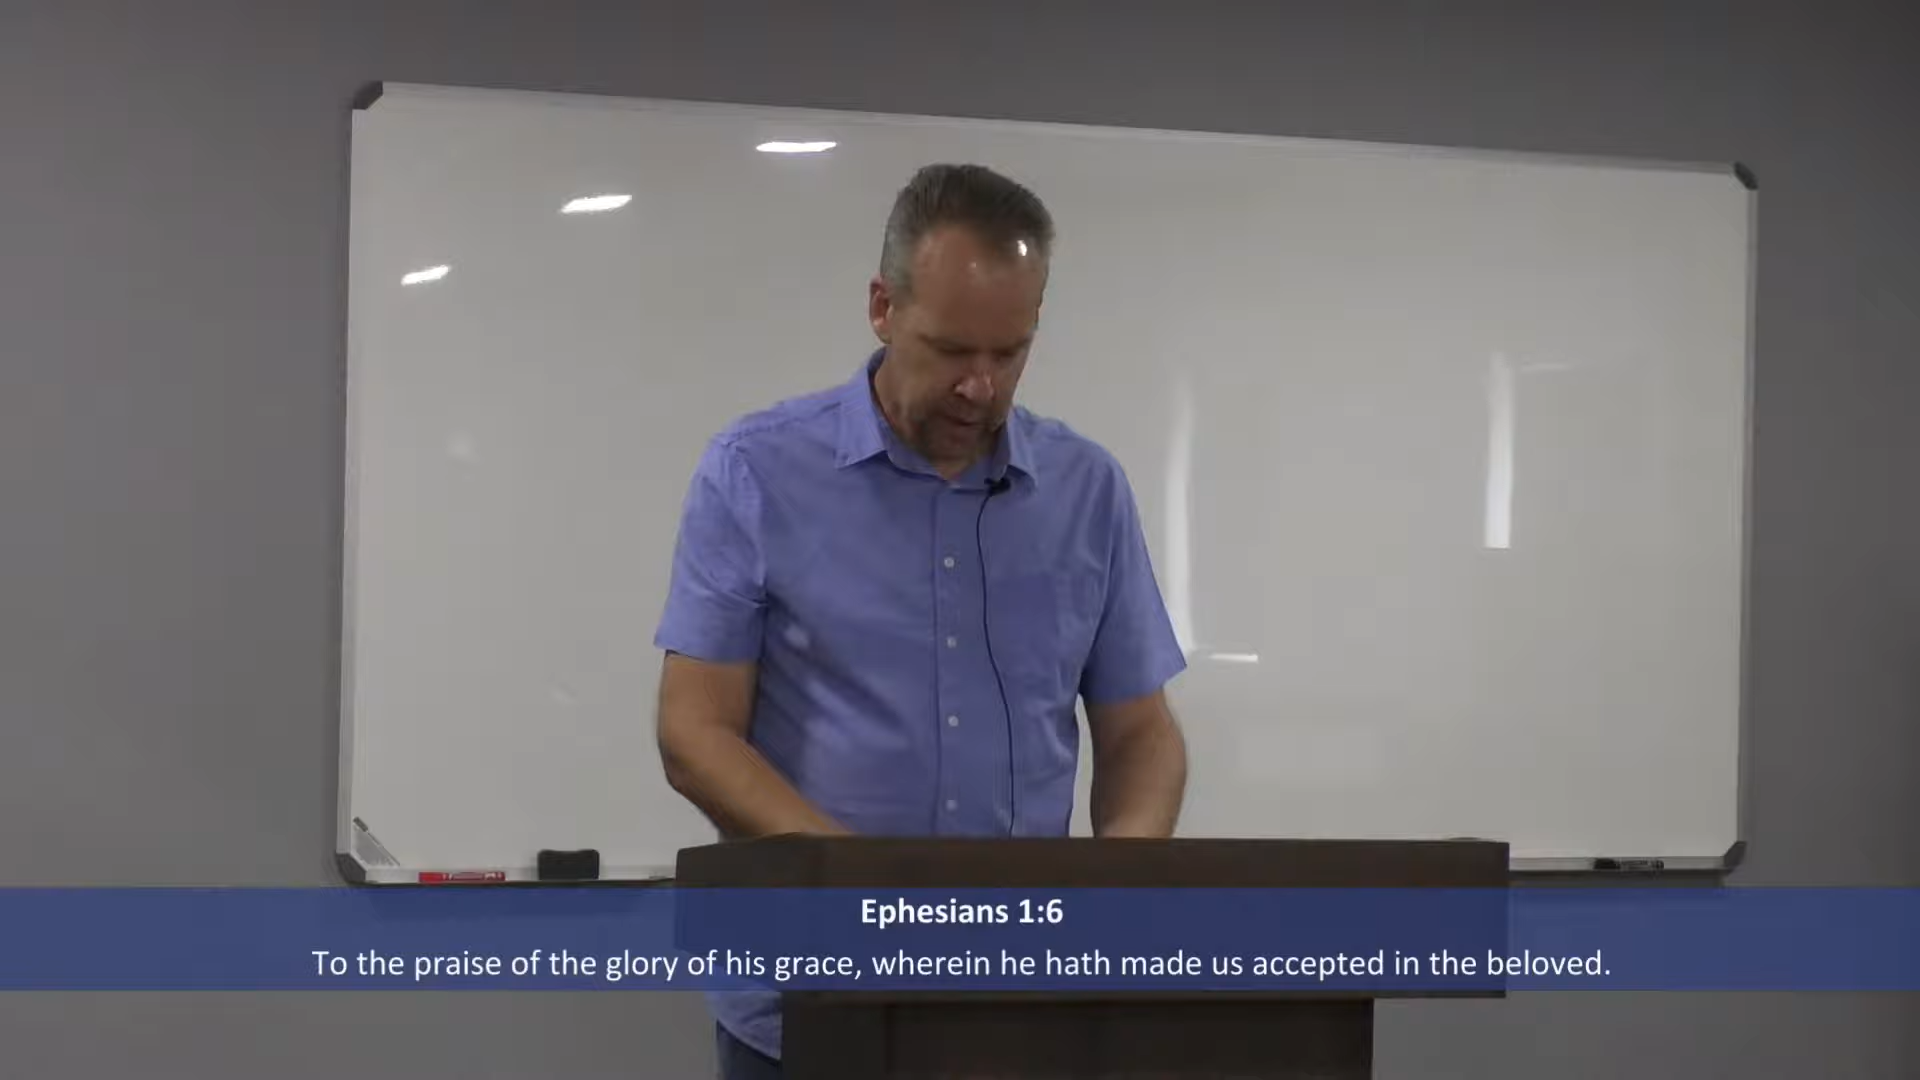 Ephesians 1:6
To the praise of the glory of his grace, wherein he hath made us accepted in the beloved.